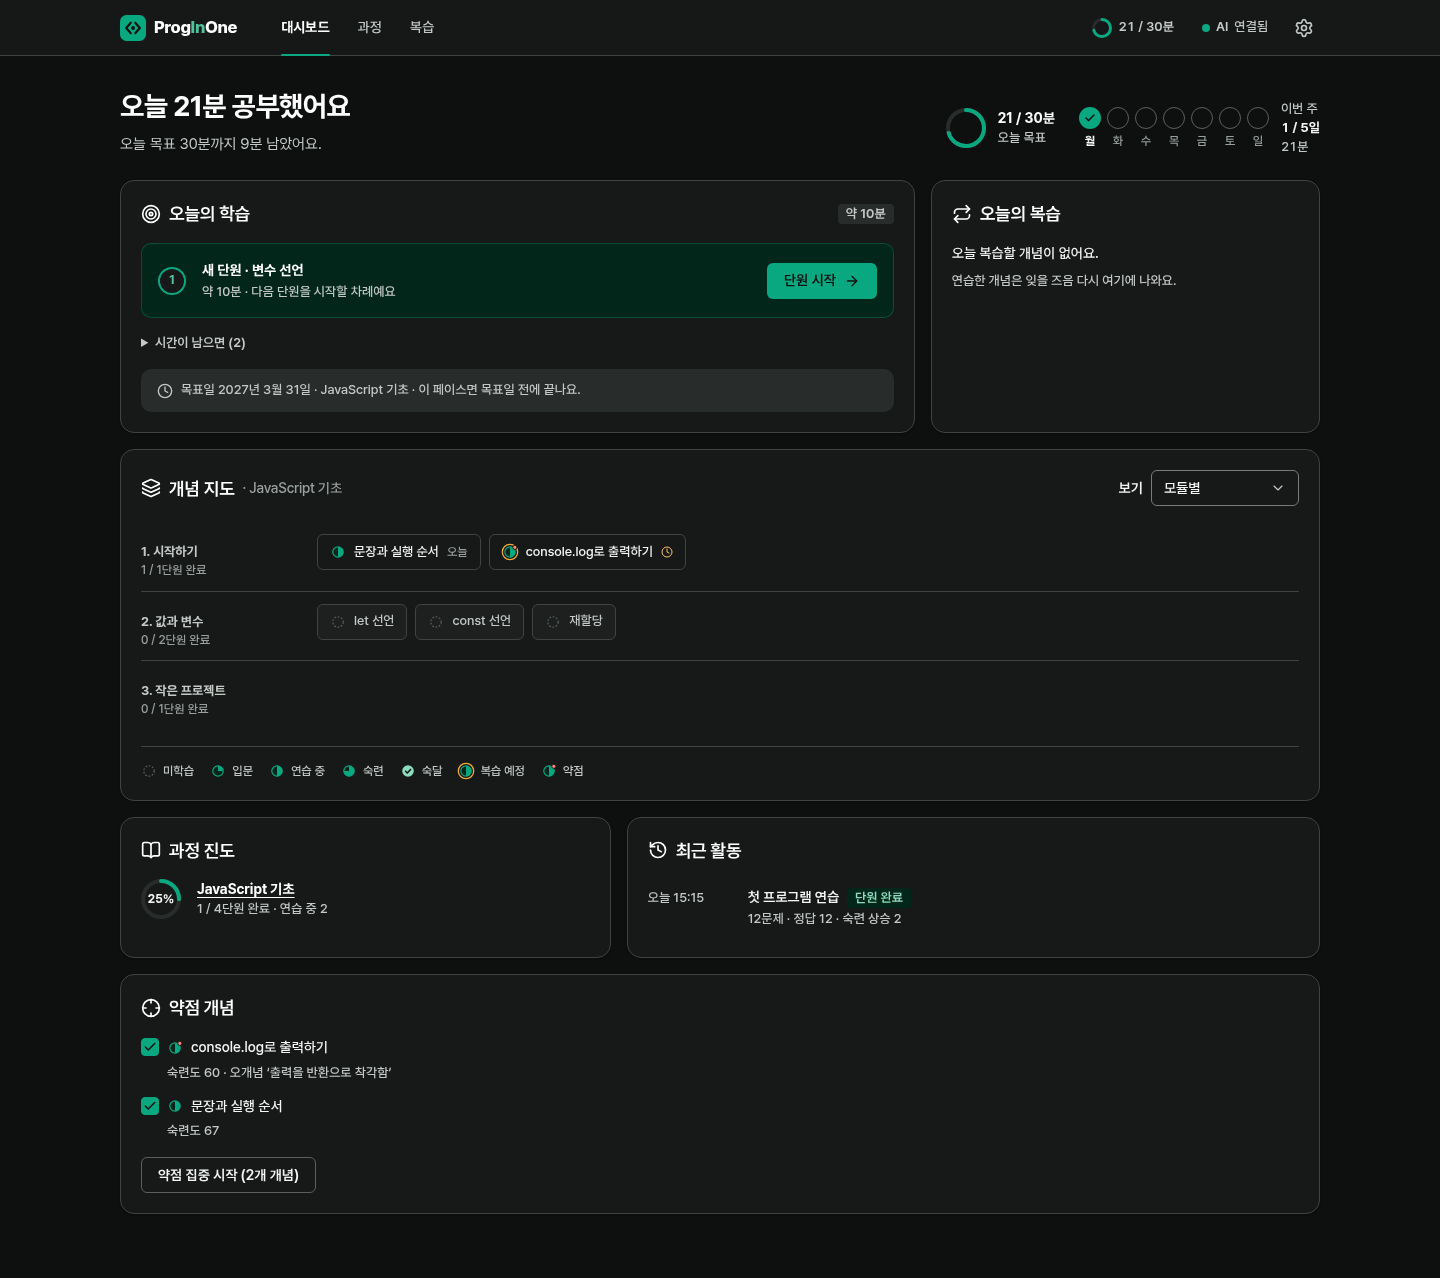 ProgInOne
대시보드
과정
복습
21 / 30분
AI 연결됨
오늘 21분 공부했어요
오늘 목표 30분까지 9분 남았어요.
21 / 30분
오늘 목표
월 화 수 목 금 토 일
이번 주
1 / 5일
21분
오늘의 학습
약 10분
1
새 단원 · 변수 선언
약 10분 · 다음 단원을 시작할 차례예요
단원 시작
시간이 남으면 (2)
목표일 2027년 3월 31일 · JavaScript 기초 · 이 페이스면 목표일 전에 끝나요.
오늘의 복습
오늘 복습할 개념이 없어요.
연습한 개념은 잊을 즈음 다시 여기에 나와요.
개념 지도 · JavaScript 기초
보기
모듈별
1. 시작하기
1 / 1단원 완료
문장과 실행 순서 오늘
console.log로 출력하기
2. 값과 변수
0 / 2단원 완료
let 선언
const 선언
재할당
3. 작은 프로젝트
0 / 1단원 완료
미학습
입문
연습 중
숙련
숙달
복습 예정
약점
과정 진도
25%
JavaScript 기초
1 / 4단원 완료 · 연습 중 2
최근 활동
오늘 15:15
첫 프로그램 연습 단원 완료
12문제 · 정답 12 · 숙련 상승 2
약점 개념
console.log로 출력하기
숙련도 60 · 오개념 ‘출력을 반환으로 착각함’
문장과 실행 순서
숙련도 67
약점 집중 시작 (2개 개념)